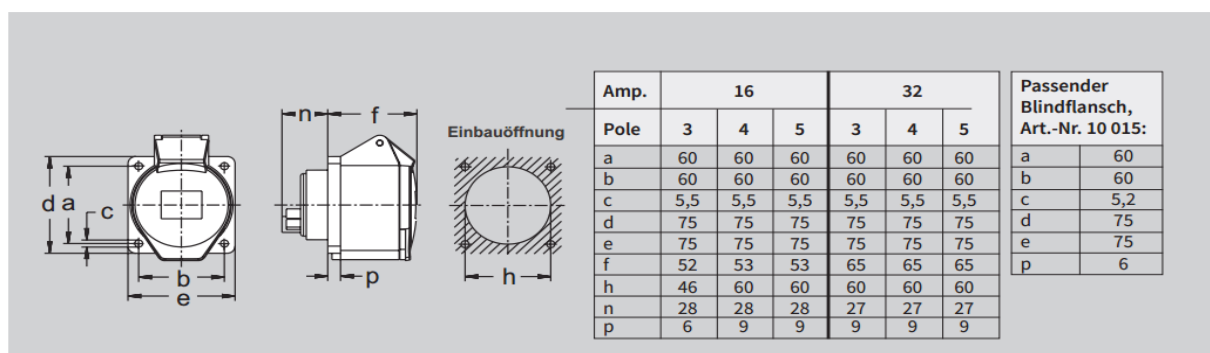 n f
Einbauöffnung
d a c
b
e
p
h
Amp. 16 32
Pole 3 4 5 3 4 5
a 60 60 60 60 60 60
b 60 60 60 60 60 60
c 5,5 5,5 5,5 5,5 5,5 5,5
d 75 75 75 75 75 75
e 75 75 75 75 75 75
f 52 53 53 65 65 65
h 46 60 60 60 60 60
n 28 28 28 27 27 27
p 6 9 9 9 9 9
Passender
Blindflansch,
Art.-Nr. 10 015:
a 60
b 60
c 5,2
d 75
e 75
p 6